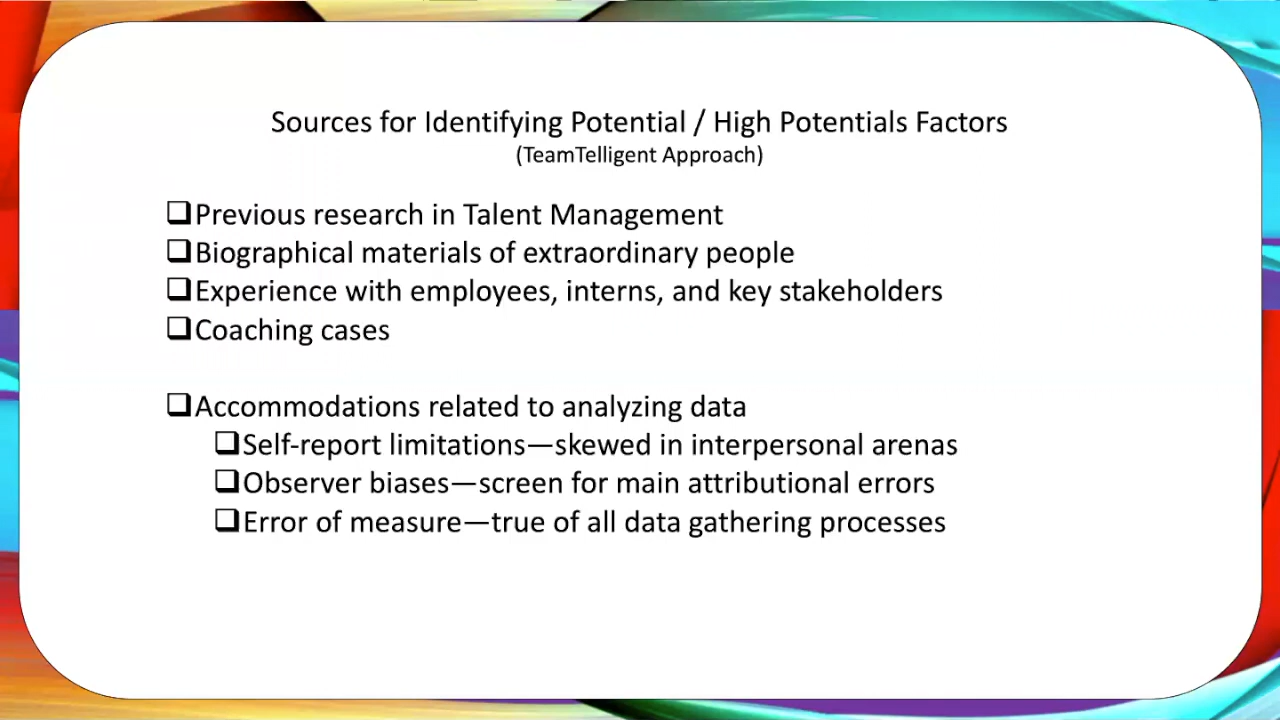 Sources for Identifying Potential / High Potentials Factors
(TeamTelligent Approach)
❑Previous research in Talent Management
❑Biographical materials of extraordinary people
❑Experience with employees, interns, and key stakeholders
❑Coaching cases
❑Accommodations related to analyzing data
❑Self-report limitations—skewed in interpersonal arenas
❑Observer biases—screen for main attributional errors
❑Error of measure—true of all data gathering processes